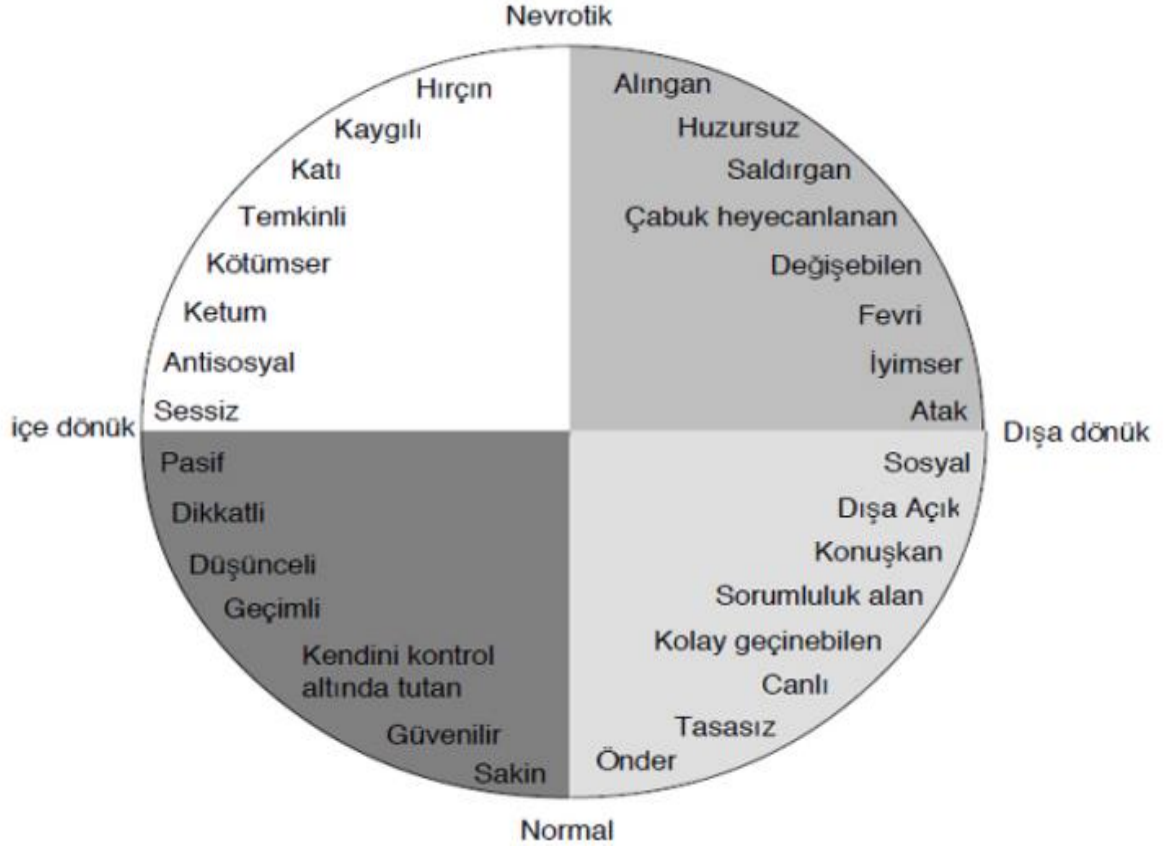 Nevrotik
Hırçın
Kaygılı
Katı
Temkinli
Kötümser
Ketum
Antisosyal
Sessiz
Alıngan
Huzursuz
Saldırgan
Çabuk heyecanlanan
Değişebilen
Fevri
İyimser
Atak
içe dönük
Dışa dönük
Pasif
Dikkatli
Düşünceli
Geçimli
Kendini kontrol
altında tutan
Güvenilir
Sakin
Sosyal
Dışa Açık
Konuşkan
Sorumluluk alan
Kolay geçinebilen
Canlı
Tasasız
Önder
Normal